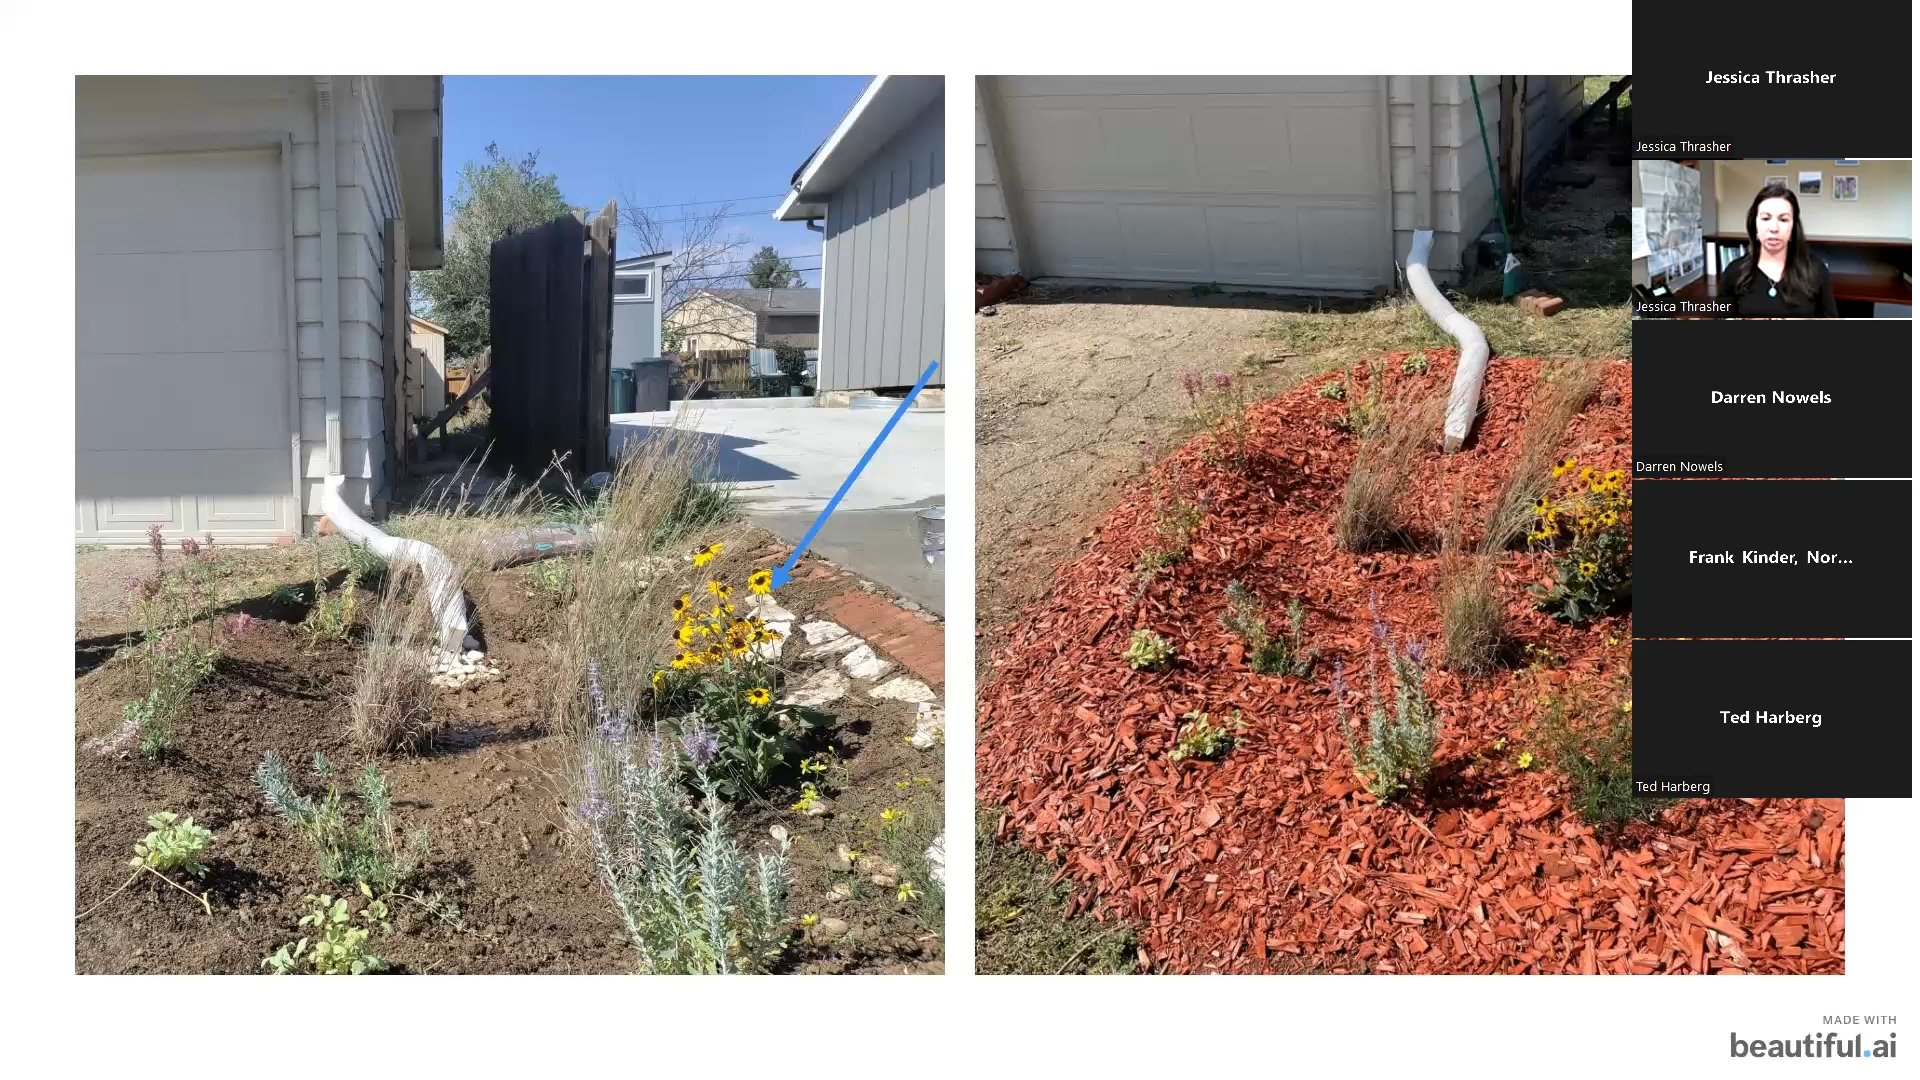 Jessica Thrasher
Jessica Thrasher
Jessica Thrasher
Darren Nowels
Darren Nowels
Frank Kinder, Nor...
Ted Harberg
Ted Harberg
MADE WITH
beautiful.ai